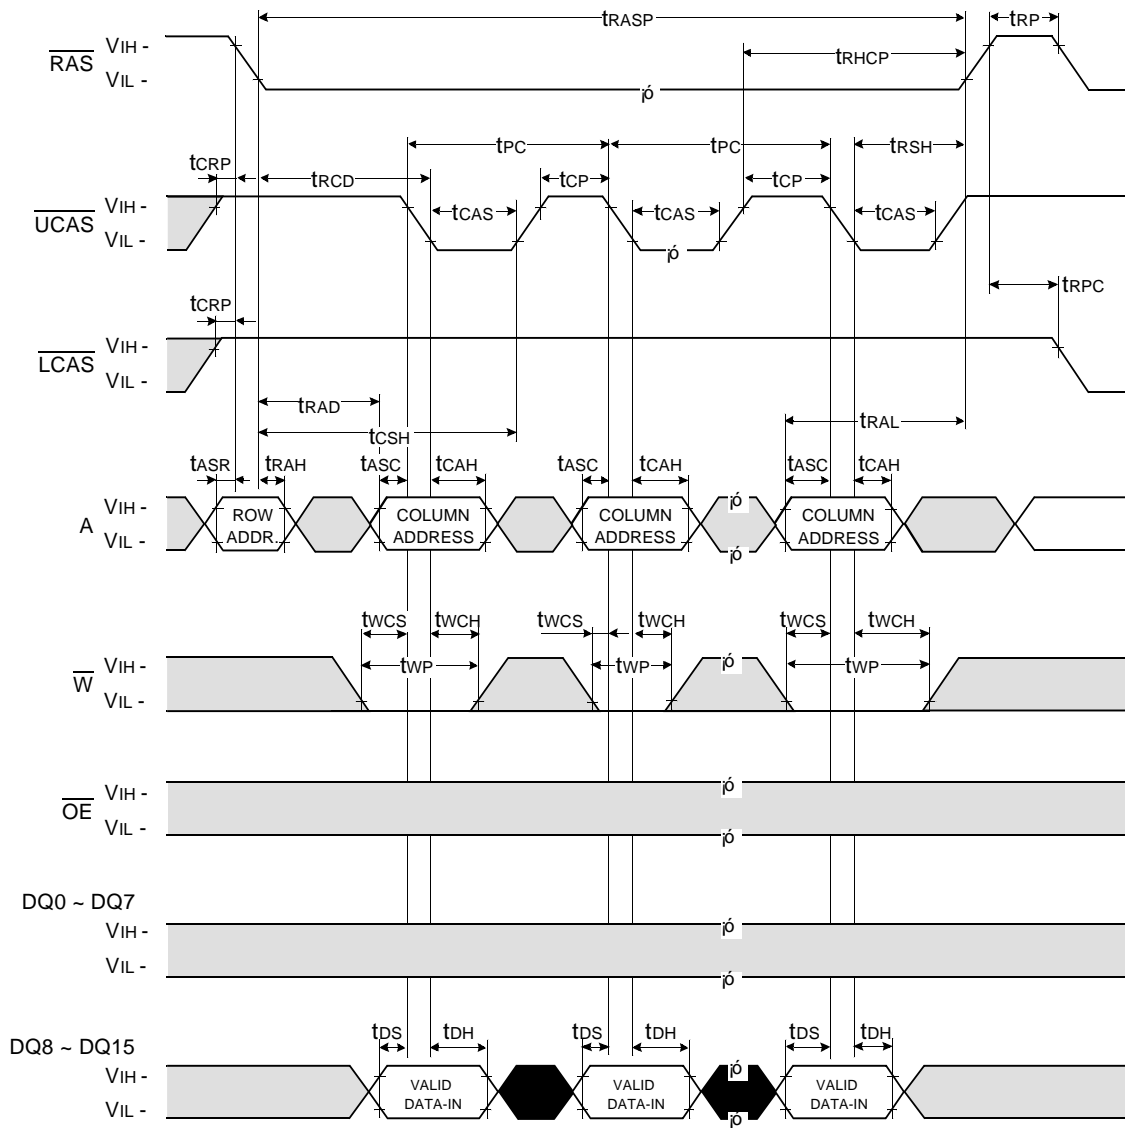 tRASP
tRP
RAS
VIH -
VIL -
tRHCP
¡ó
tPC
tPC
tRSH
tCRP
tRCD
tCP
tCP
UCAS
VIH -
VIL -
tCAS
tCAS
tCAS
¡ó
tRPC
tCRP
LCAS
VIH -
VIL -
tRAD
tCSH
tRAL
tASR
tRAH
tASC
tCAH
tASC
tCAH
tASC
tCAH
A
VIH -
VIL -
ROW
ADDR.
COLUMN
ADDRESS
COLUMN
ADDRESS
¡ó
¡ó
COLUMN
ADDRESS
tWCS
tWCH
tWCS
tWCH
tWCS
tWCH
W
VIH -
VIL -
tWP
tWP
tWP
¡ó
OE
VIH -
VIL -
¡ó
¡ó
DQ0 ~ DQ7
VIH -
VIL -
¡ó
¡ó
DQ8 ~ DQ15
tDS
tDH
tDS
tDH
tDS
tDH
VIH -
VIL -
VALID
DATA-IN
VALID
DATA-IN
¡ó
¡ó
VALID
DATA-IN